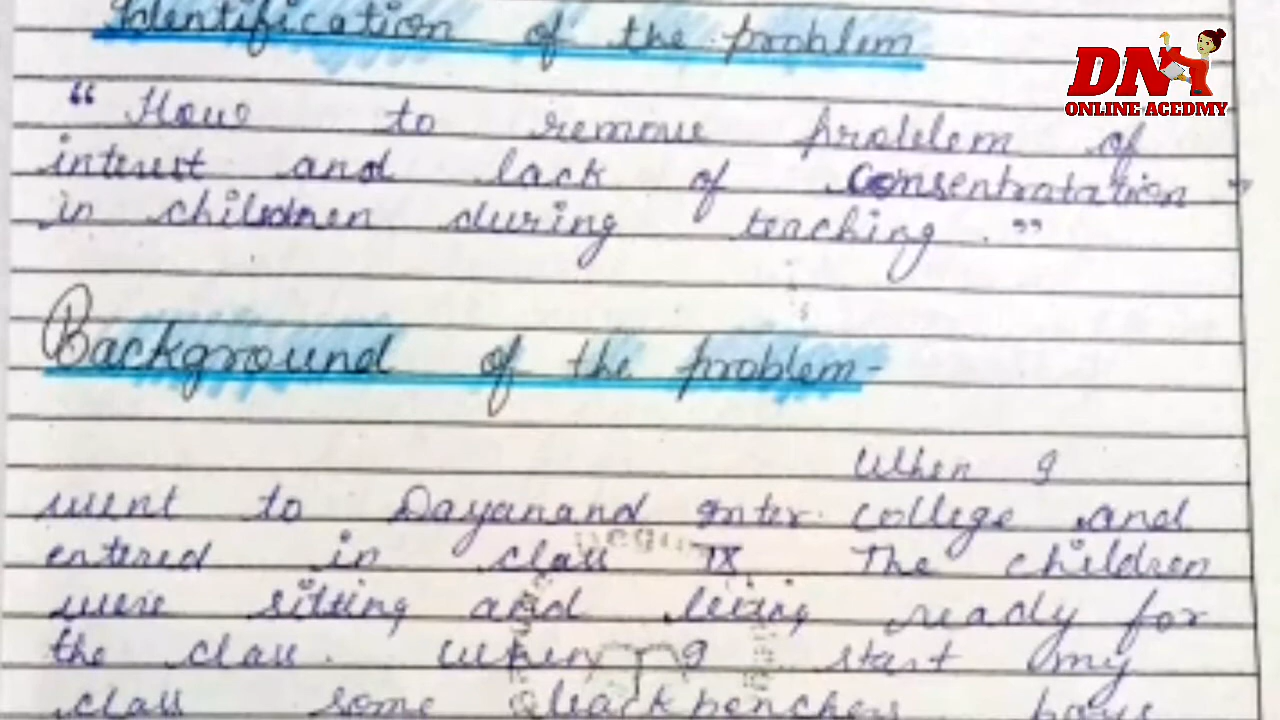 Identification of the problem
DN
ONLINE ACEDMY
“ How to remove problem of
interest and lack of Consentratation
in children during teaching . ”
Background of the problem-
When I
went to Dayanand Inter college and
entered in class IX The children
were sitting and ready for
the class. When I start my
class some backbenchers have